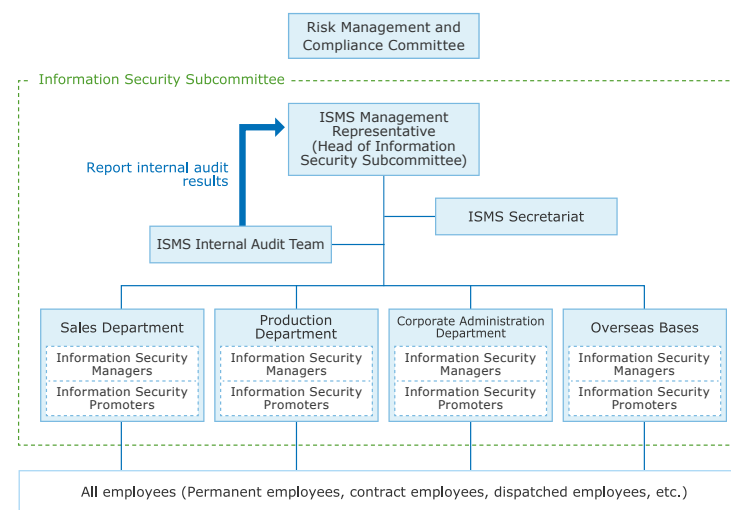 Risk Management and
Compliance Committee
Information Security Subcommittee
ISMS Management
Representative
(Head of Information
Security Subcommittee)
Report internal audit
results
ISMS Secretariat
ISMS Internal Audit Team
Sales Department
Information Security
Managers
Information Security
Promoters
Production
Department
Information Security
Managers
Information Security
Promoters
Corporate Administration
Department
Information Security
Managers
Information Security
Promoters
Overseas Bases
Information Security
Managers
Information Security
Promoters
All employees (Permanent employees, contract employees, dispatched employees, etc.)